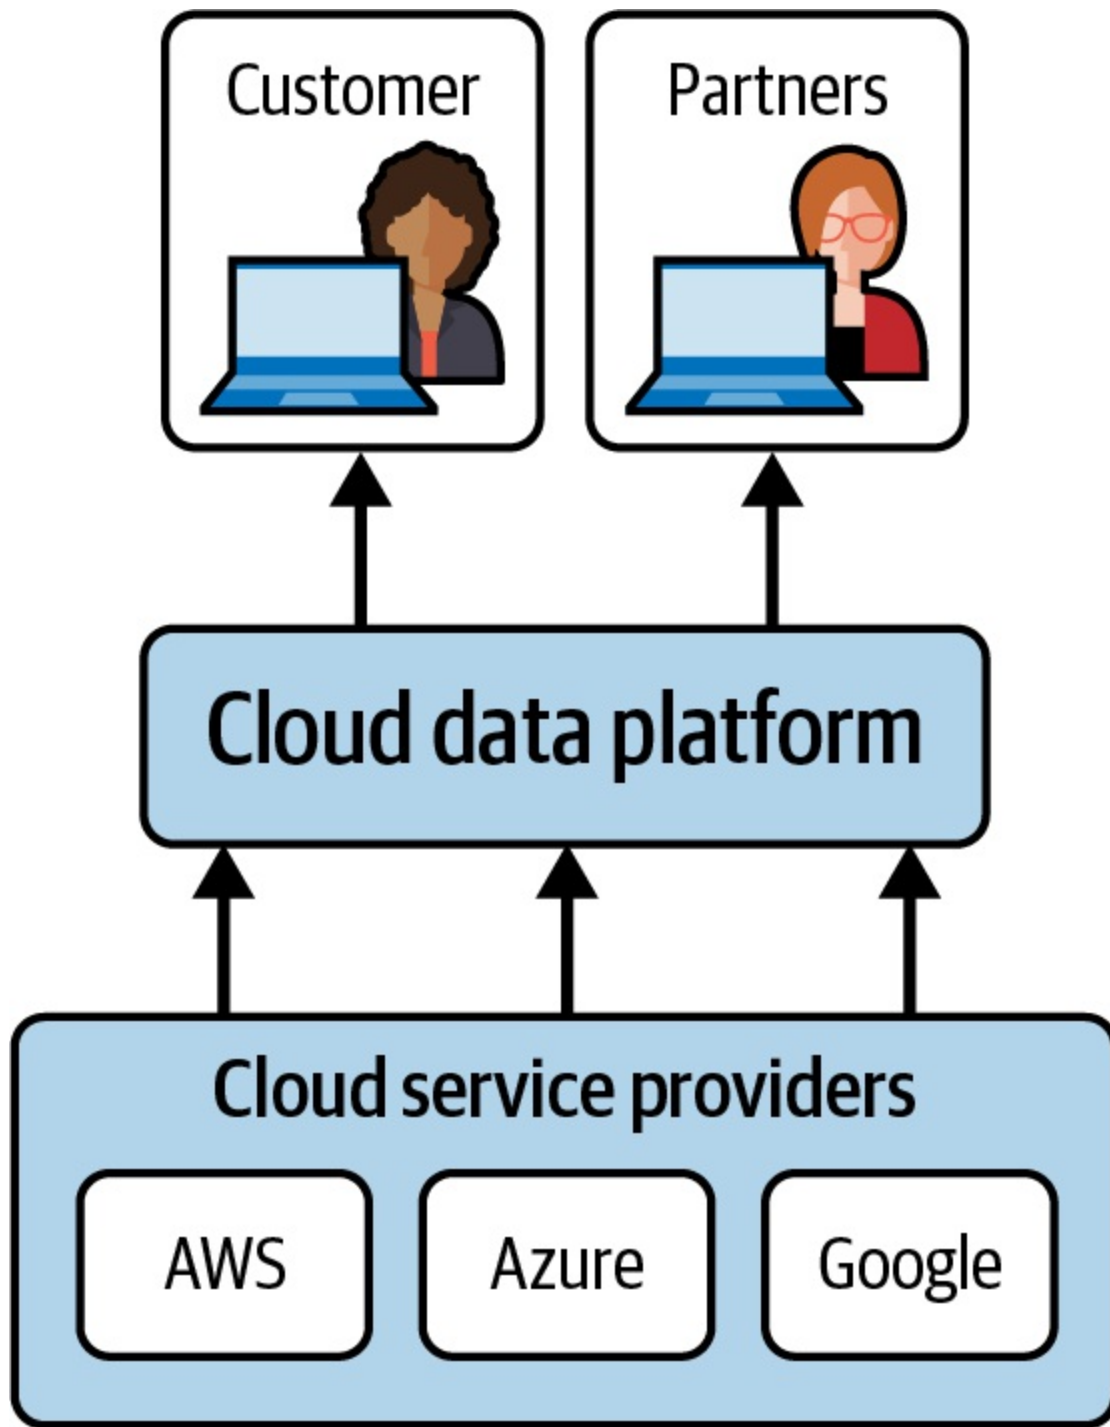 Customer
Partners
Cloud data platform
Cloud service providers
AWS
Azure
Google